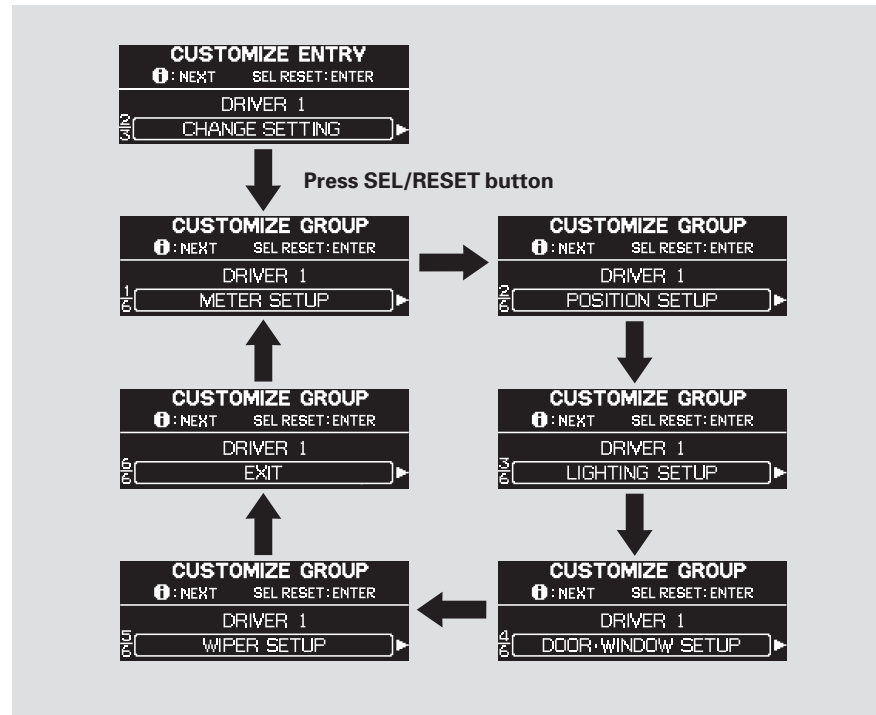 CUSTOMIZE ENTRY
i : NEXT SEL RESET : ENTER
DRIVER 1
2/3 CHANGE SETTING
Press SEL/RESET button
CUSTOMIZE GROUP
i : NEXT SEL RESET : ENTER
DRIVER 1
1/6 METER SETUP
CUSTOMIZE GROUP
i : NEXT SEL RESET : ENTER
DRIVER 1
2/6 POSITION SETUP
CUSTOMIZE GROUP
i : NEXT SEL RESET : ENTER
DRIVER 1
6/6 EXIT
CUSTOMIZE GROUP
i : NEXT SEL RESET : ENTER
DRIVER 1
3/6 LIGHTING SETUP
CUSTOMIZE GROUP
i : NEXT SEL RESET : ENTER
DRIVER 1
5/6 WIPER SETUP
CUSTOMIZE GROUP
i : NEXT SEL RESET : ENTER
DRIVER 1
4/6 DOOR·WINDOW SETUP